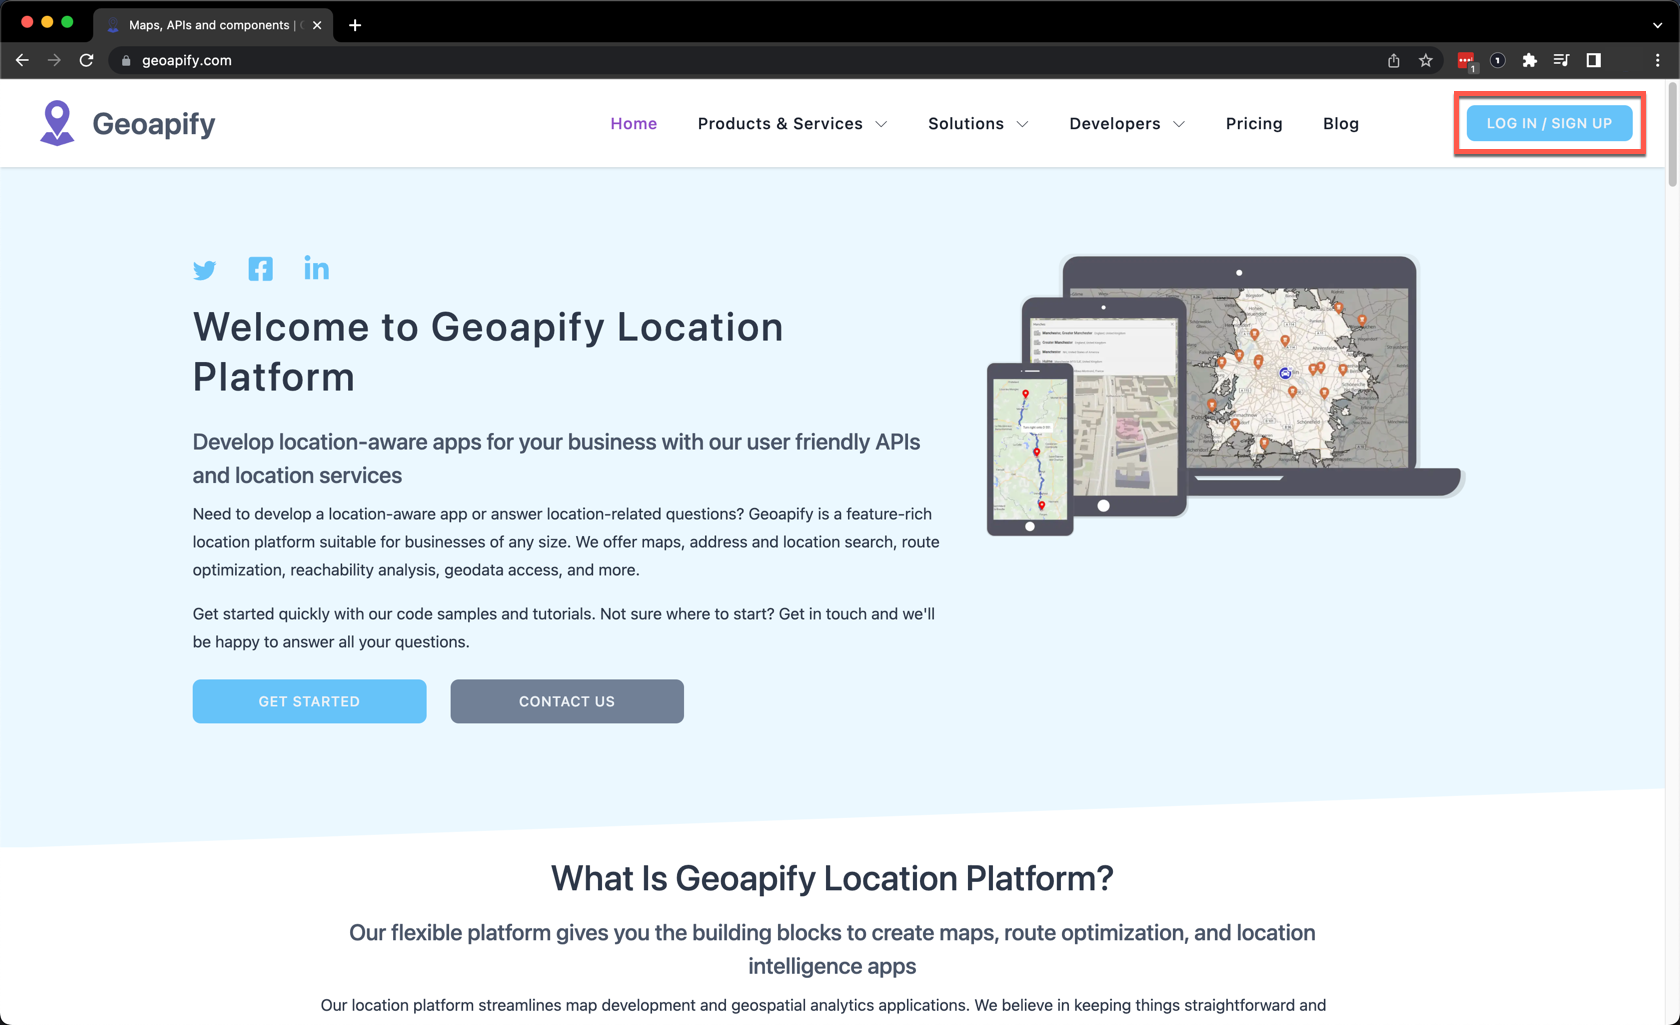 Maps, APIs and components |
geoapify.com
1
1
Geoapify
Home
Products & Services
Solutions
Developers
Pricing
Blog
LOG IN / SIGN UP
Welcome to Geoapify Location
Platform
Develop location-aware apps for your business with our user friendly APIs
and location services
Need to develop a location-aware app or answer location-related questions? Geoapify is a feature-rich
location platform suitable for businesses of any size. We offer maps, address and location search, route
optimization, reachability analysis, geodata access, and more.
Get started quickly with our code samples and tutorials. Not sure where to start? Get in touch and we'll
be happy to answer all your questions.
GET STARTED
CONTACT US
What Is Geoapify Location Platform?
Our flexible platform gives you the building blocks to create maps, route optimization, and location
intelligence apps
Our location platform streamlines map development and geospatial analytics applications. We believe in keeping things straightforward and